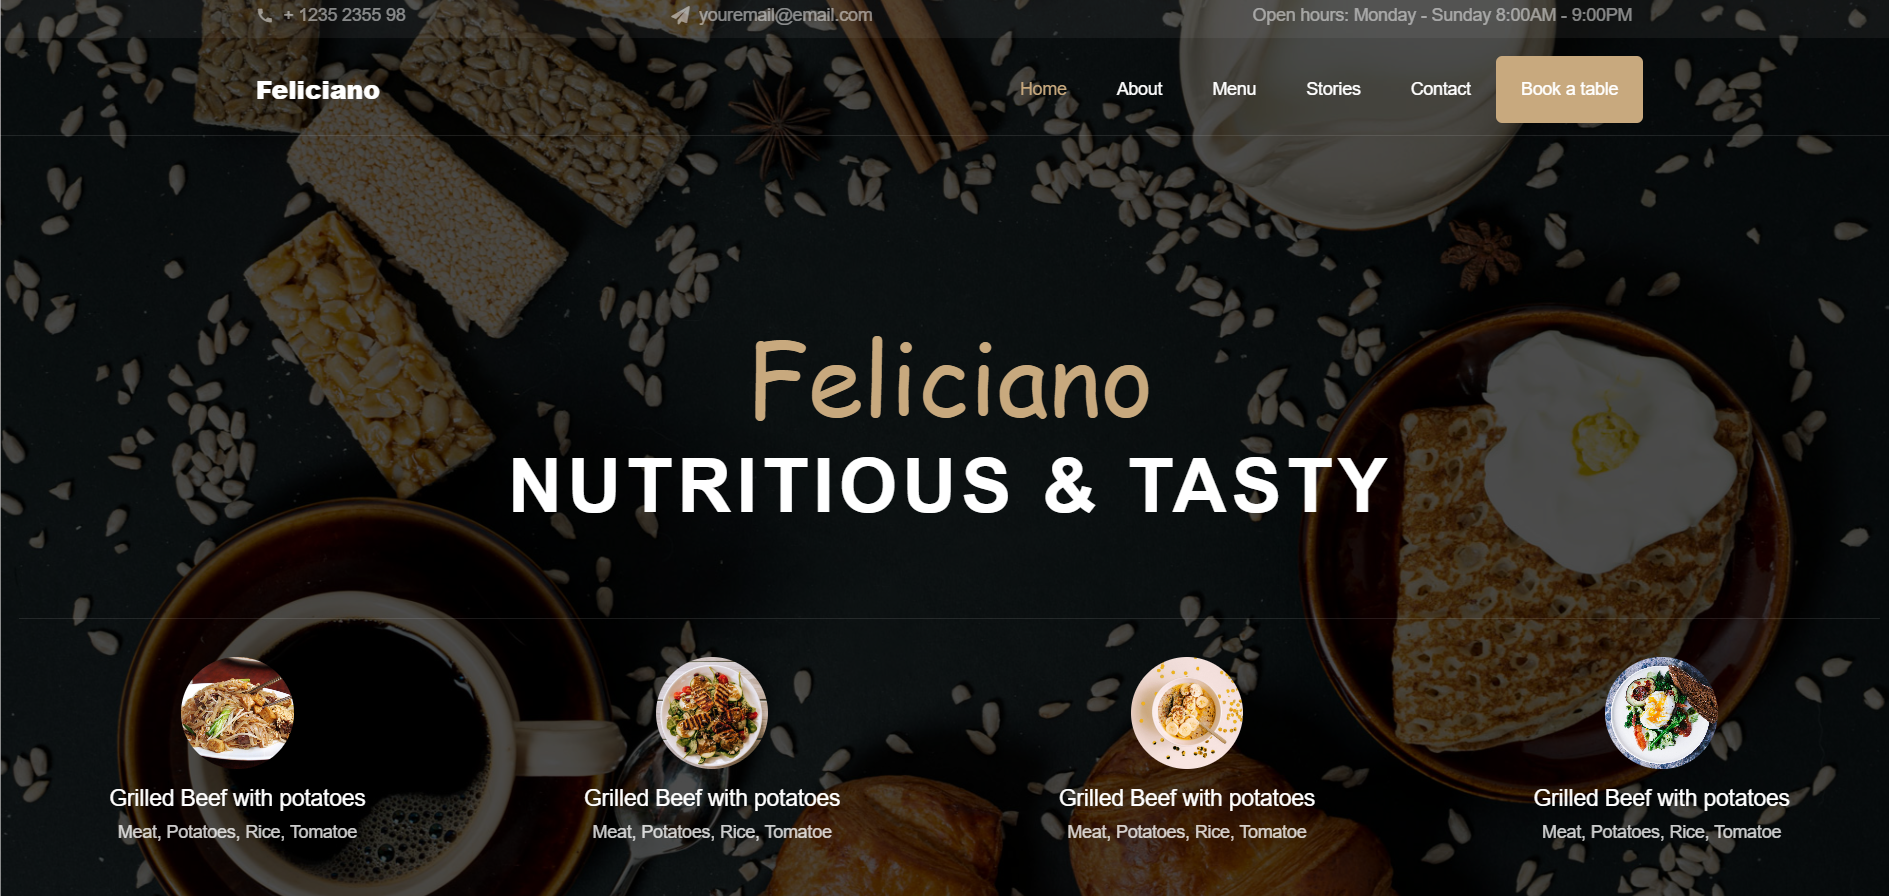 + 1235 2355 98
youremail@email.com
Open hours: Monday - Sunday 8:00AM - 9:00PM
Feliciano
Home
About
Menu
Stories
Contact
Book a table
Feliciano
NUTRITIOUS & TASTY
Grilled Beef with potatoes
Meat, Potatoes, Rice, Tomatoe
Grilled Beef with potatoes
Meat, Potatoes, Rice, Tomatoe
Grilled Beef with potatoes
Meat, Potatoes, Rice, Tomatoe
Grilled Beef with potatoes
Meat, Potatoes, Rice, Tomatoe